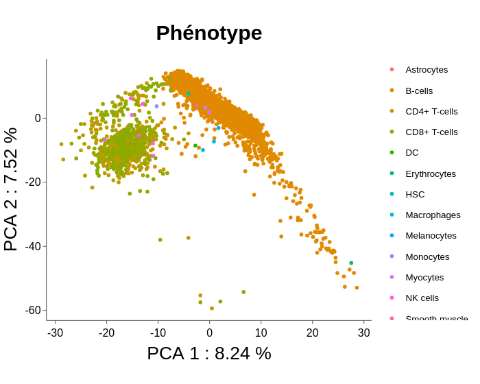 Phénotype
PCA 2 : 7.52 %
0
-20
-40
-60
-30
-20
-10
0
10
20
30
PCA 1 : 8.24 %
Astrocytes
B-cells
CD4+ T-cells
CD8+ T-cells
DC
Erythrocytes
HSC
Macrophages
Melanocytes
Monocytes
Myocytes
NK cells
Smooth muscle